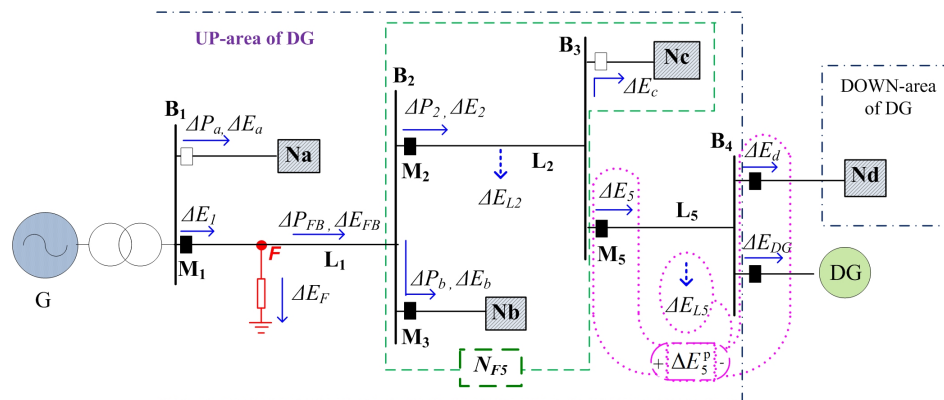 UP-area of DG
B1
ΔPa, ΔEa
Na
G
M1
ΔE1
F
ΔEF
ΔPFB, ΔEFB
L1
B2
ΔP2, ΔE2
M2
ΔEL2
L2
ΔPb, ΔEb
M3
Nb
NF5
B3
Nc
ΔEc
ΔE5
M5
L5
ΔEL5
+ ΔE5p -
B4
ΔEd
Nd
ΔEDG
DG
DOWN-area
of DG